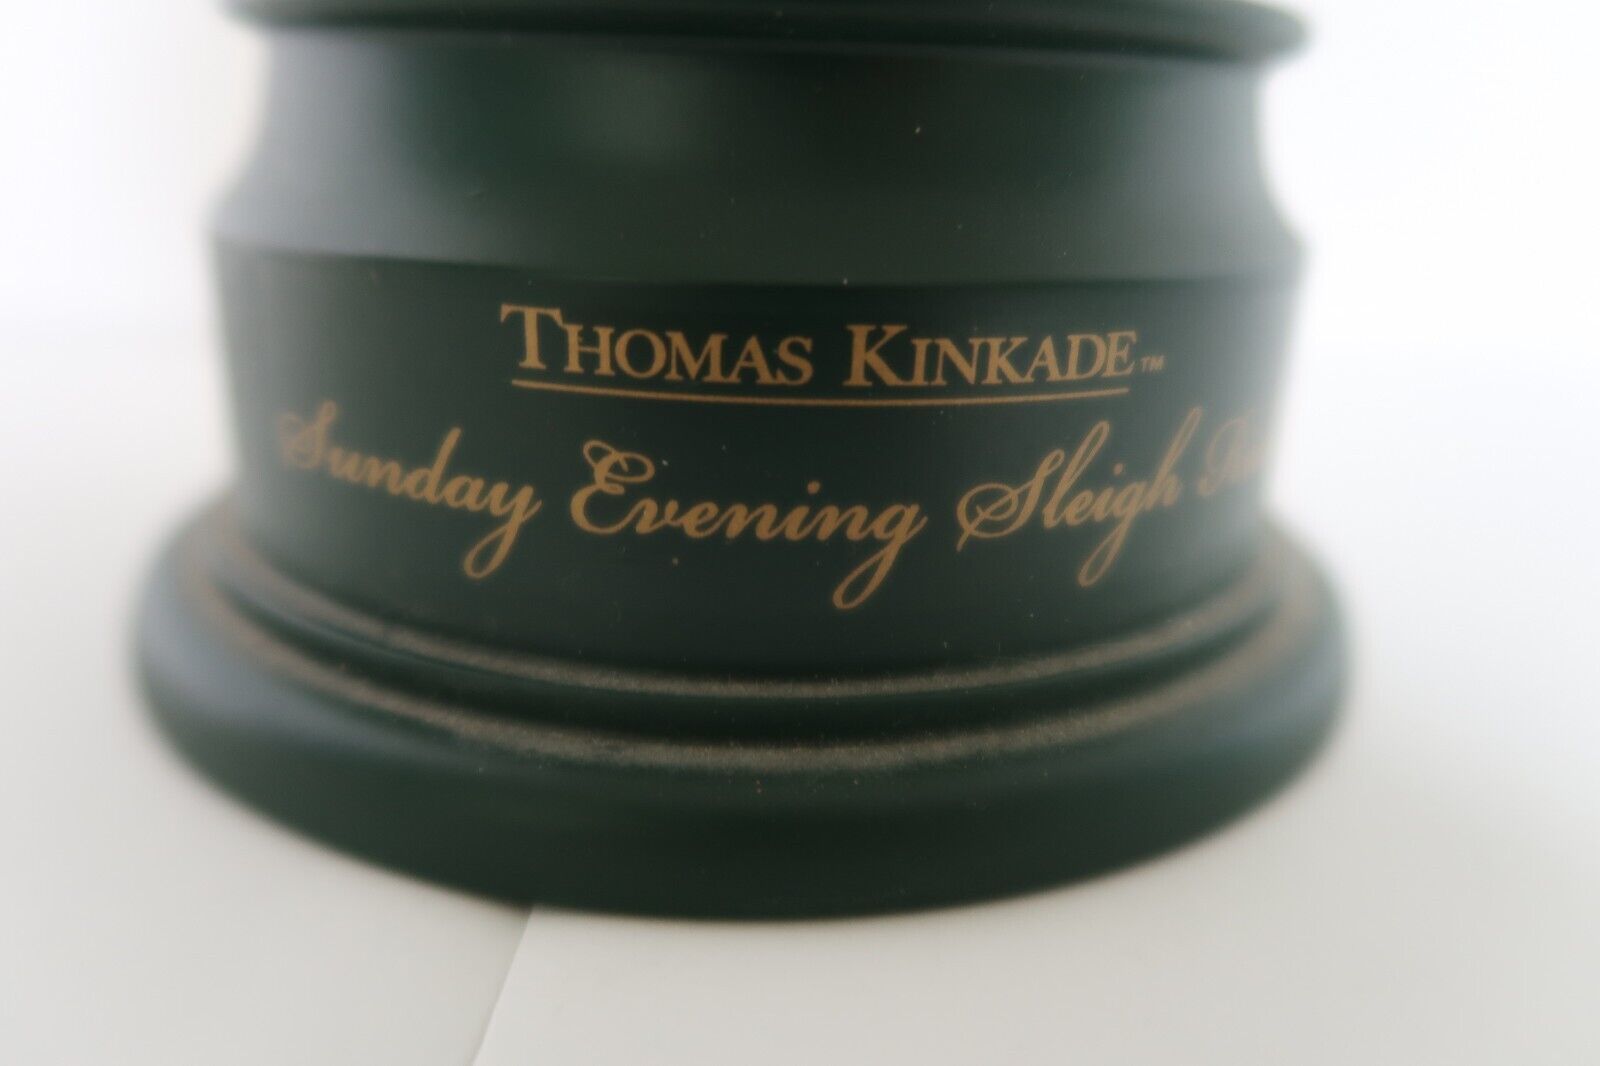 THOMAS KINKADE™
Sunday Evening Sleigh